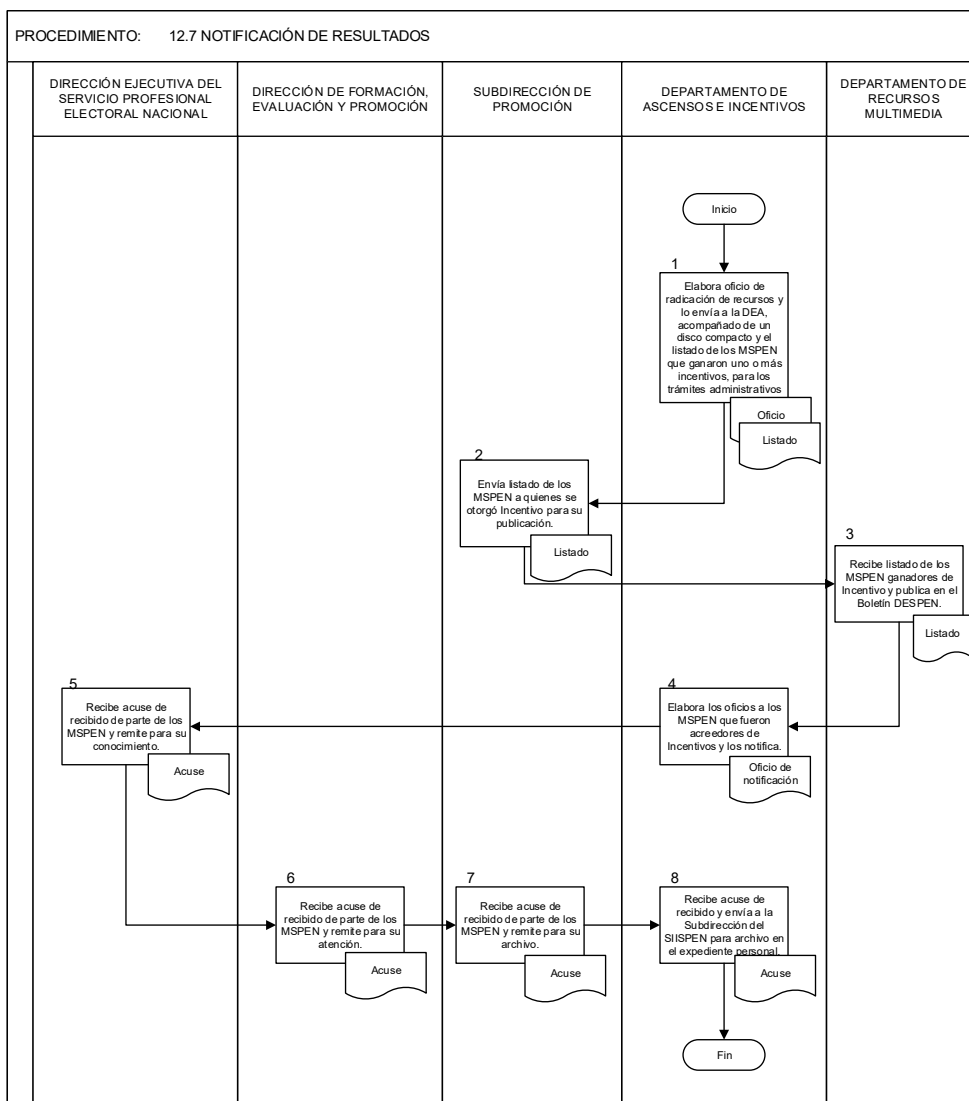 PROCEDIMIENTO: 12.7 NOTIFICACIÓN DE RESULTADOS
DIRECCIÓN EJECUTIVA DEL
SERVICIO PROFESIONAL
ELECTORAL NACIONAL
DIRECCIÓN DE FORMACIÓN,
EVALUACIÓN Y PROMOCIÓN
SUBDIRECCIÓN DE
PROMOCIÓN
DEPARTAMENTO DE
ASCENSOS E INCENTIVOS
DEPARTAMENTO DE
RECURSOS
MULTIMEDIA
Inicio
1
Elabora oficio de
radicación de recursos y
lo envía a la DEA,
acompañado de un
disco compacto y el
listado de los MSPEN
que ganaron uno o más
incentivos, para los
trámites administrativos
Oficio
Listado
2
Envía listado de los
MSPEN a quienes se
otorgó Incentivo para su
publicación.
Listado
3
Recibe listado de los
MSPEN ganadores de
Incentivo y publica en el
Boletín DESPEN.
Listado
4
Elabora los oficios a los
MSPEN que fueron
acreedores de
Incentivos y los notifica.
Oficio de
notificación
5
Recibe acuse de
recibido de parte de los
MSPEN y remite para su
conocimiento.
Acuse
6
Recibe acuse de
recibido de parte de los
MSPEN y remite para su
atención.
Acuse
7
Recibe acuse de
recibido de parte de los
MSPEN y remite para su
archivo.
Acuse
8
Recibe acuse de
recibido y envía a la
Subdirección del
SIISPEN para archivo en
el expediente personal.
Acuse
Fin